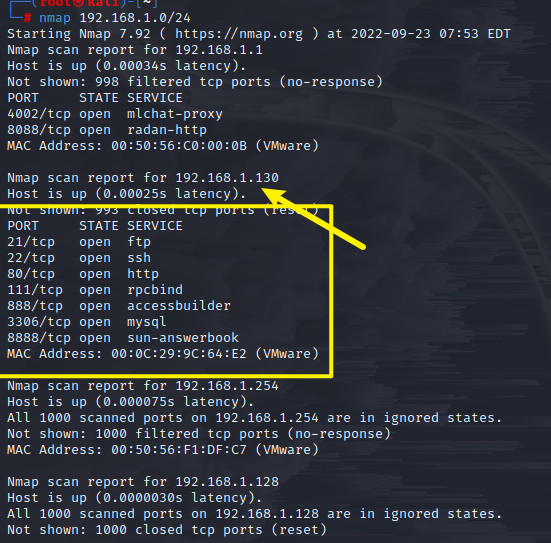 (root㉿kali)-[~]
# nmap 192.168.1.0/24
Starting Nmap 7.92 ( https://nmap.org ) at 2022-09-23 07:53 EDT
Nmap scan report for 192.168.1.1
Host is up (0.00034s latency).
Not shown: 998 filtered tcp ports (no-response)
PORT     STATE SERVICE
4002/tcp open  mlchat-proxy
8088/tcp open  radan-http
MAC Address: 00:50:56:C0:00:0B (VMware)
Nmap scan report for 192.168.1.130
Host is up (0.00025s latency).
Not shown: 993 closed tcp ports (reset)
PORT     STATE SERVICE
21/tcp   open  ftp
22/tcp   open  ssh
80/tcp   open  http
111/tcp  open  rpcbind
888/tcp  open  accessbuilder
3306/tcp open  mysql
8888/tcp open  sun-answerbook
MAC Address: 00:0C:29:9C:64:E2 (VMware)
Nmap scan report for 192.168.1.254
Host is up (0.000075s latency).
All 1000 scanned ports on 192.168.1.254 are in ignored states.
Not shown: 1000 filtered tcp ports (no-response)
MAC Address: 00:50:56:F1:DF:C7 (VMware)
Nmap scan report for 192.168.1.128
Host is up (0.0000030s latency).
All 1000 scanned ports on 192.168.1.128 are in ignored states.
Not shown: 1000 closed tcp ports (reset)